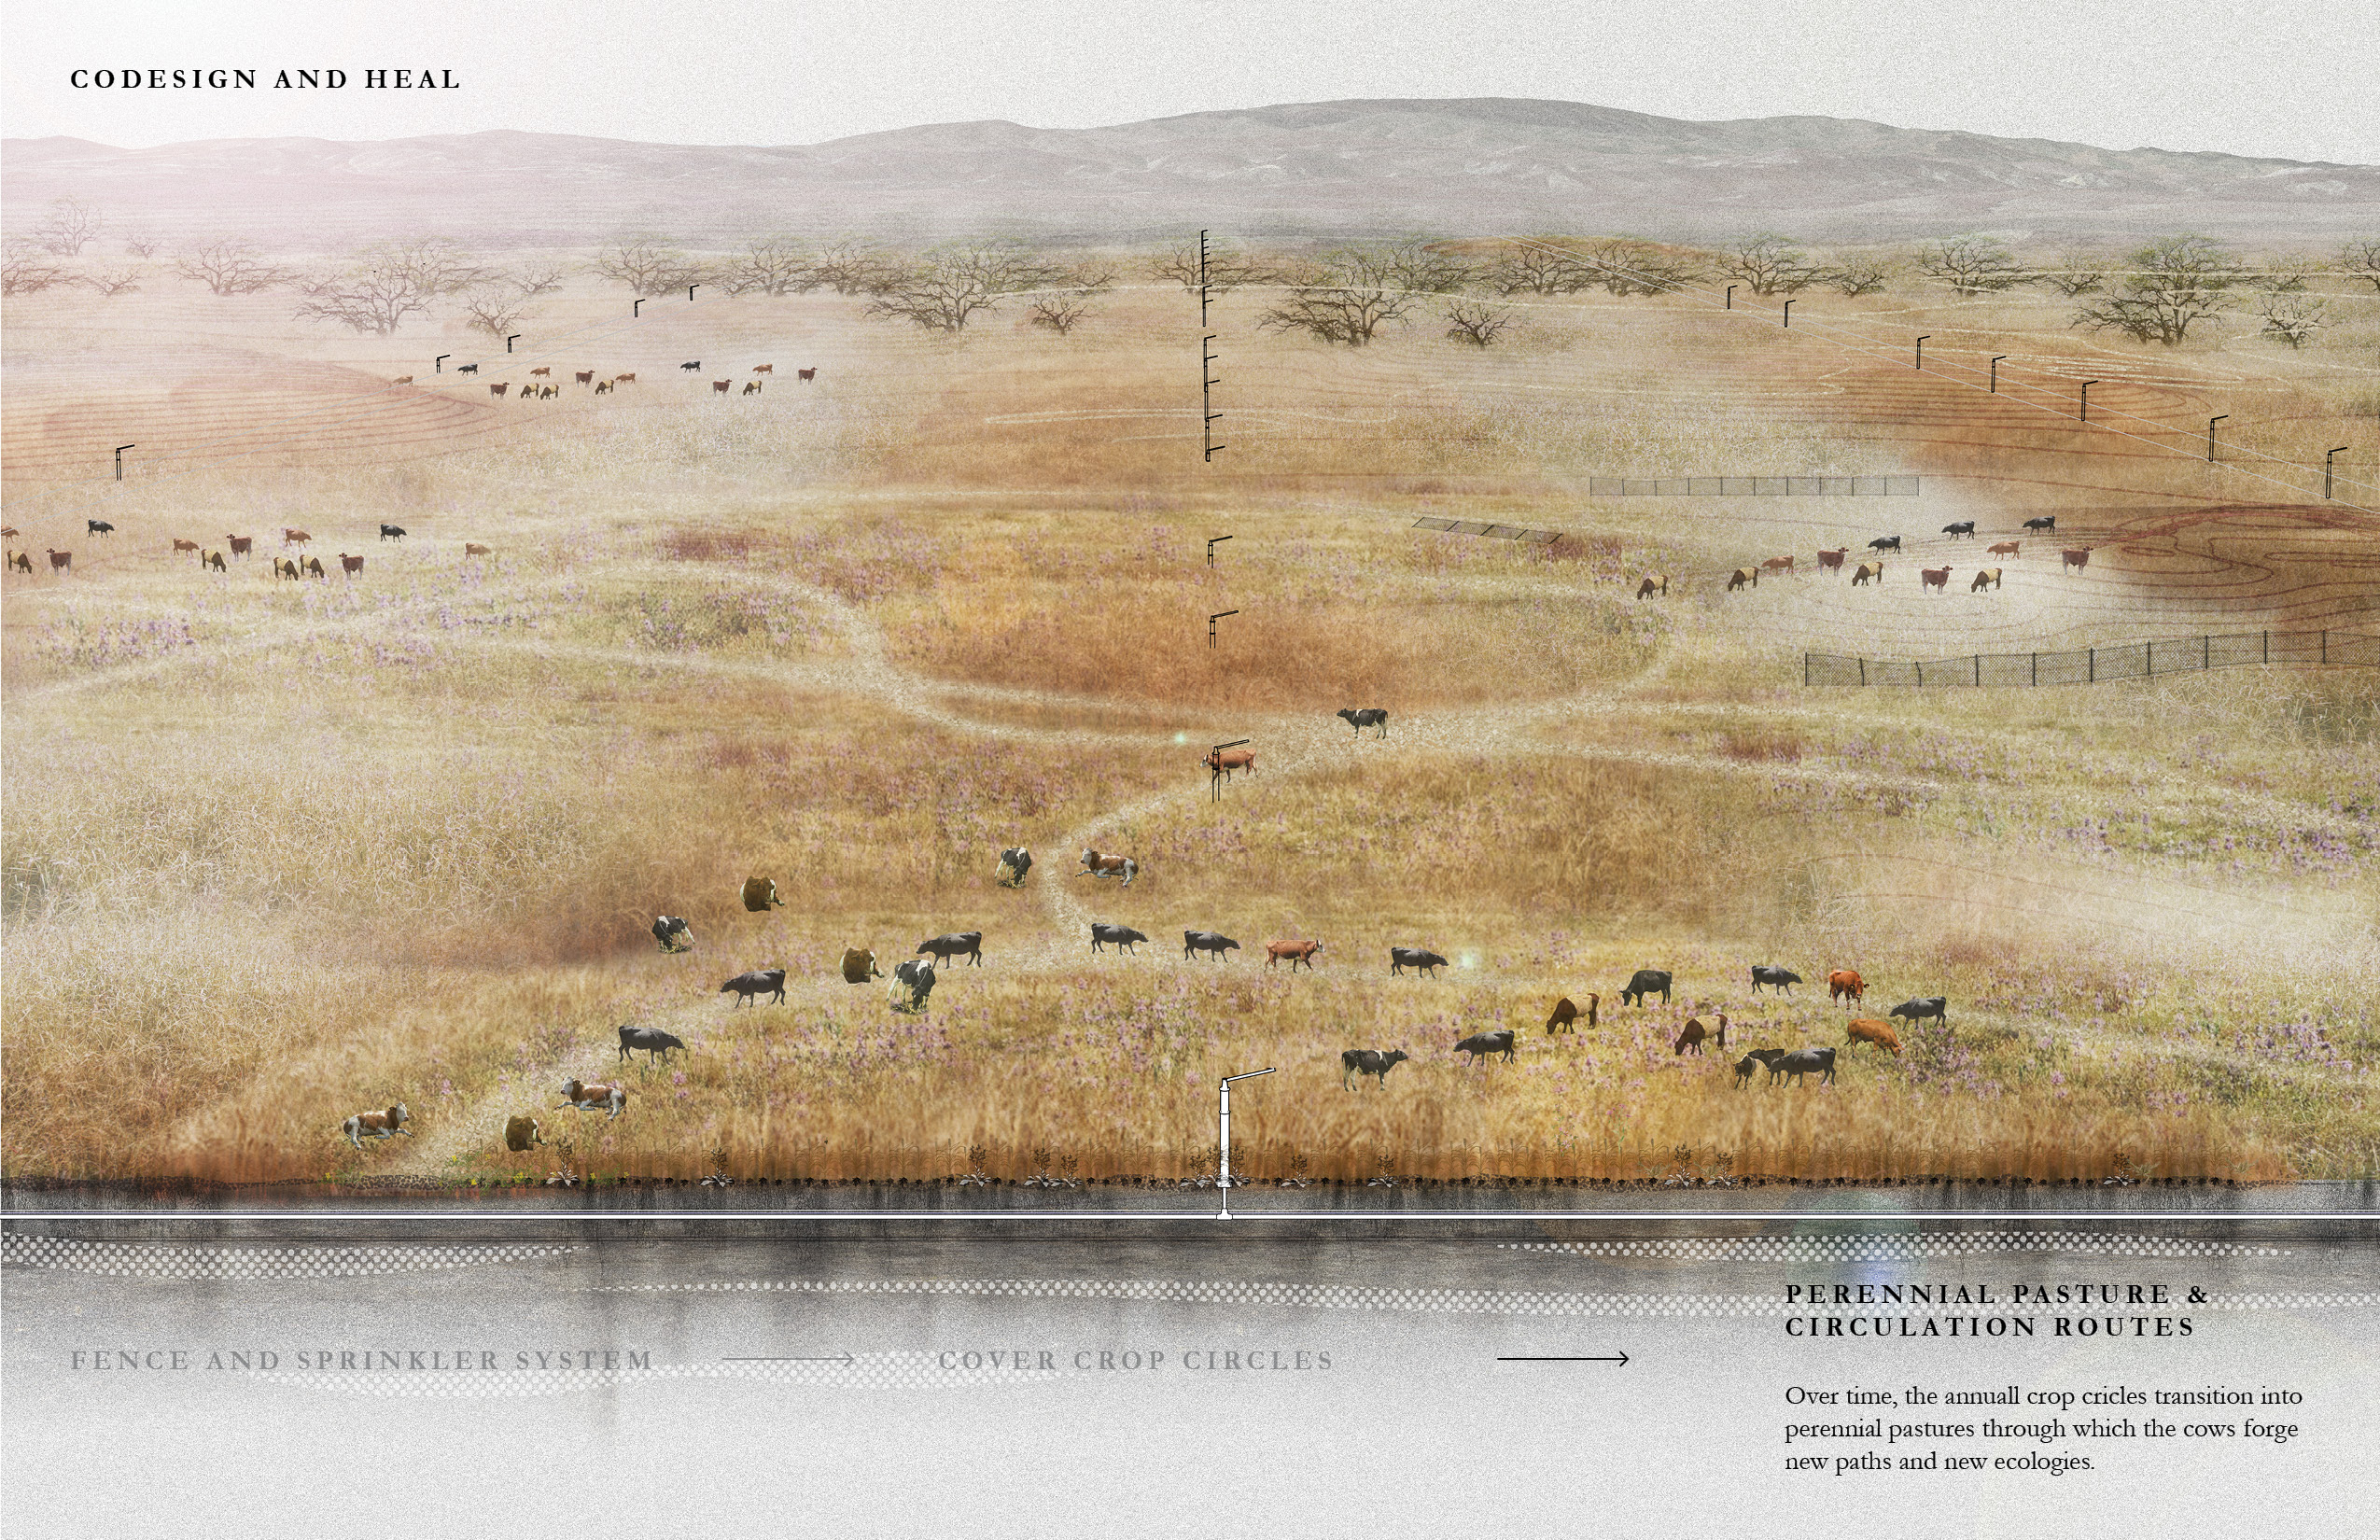 CODESIGN AND HEAL
FENCE AND SPRINKLER SYSTEM
COVER CROP CIRCLES
PERENNIAL PASTURE &
CIRCULATION ROUTES
Over time, the annuall crop cricles transition into
perennial pastures through which the cows forge
new paths and new ecologies.